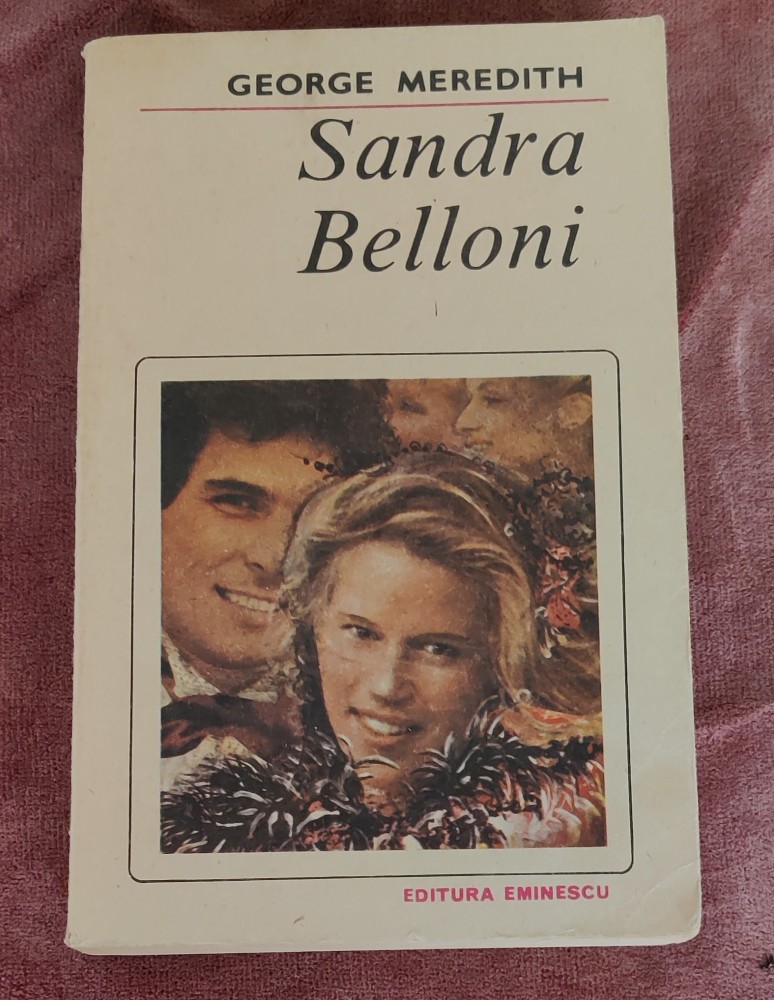 GEORGE MEREDITH
Sandra
Belloni
EDITURA EMINESCU